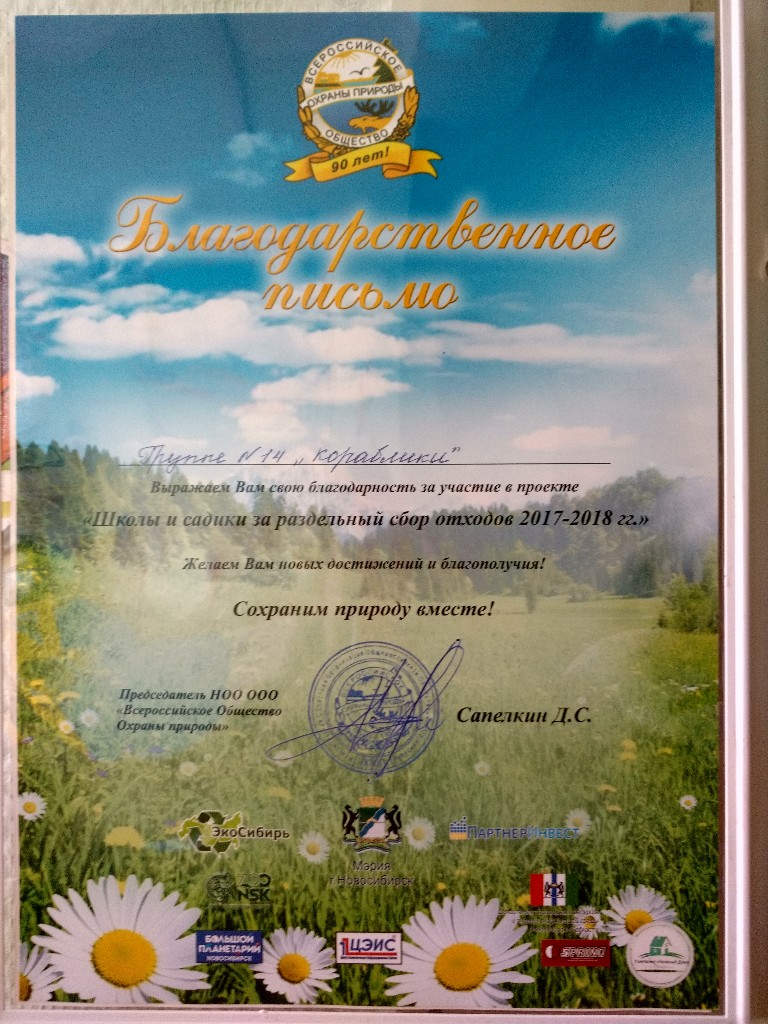 ВСЕРОССИЙСКОЕ
ОХРАНЫ ПРИРОДЫ
ОБЩЕСТВО
90 лет!
Благодарственное
письмо
Группе №14 „Кораблики"
Выражаем Вам свою благодарность за участие в проекте
«Школы и садики за раздельный сбор отходов 2017-2018 гг.»
Желаем Вам новых достижений и благополучия!
Сохраним природу вместе!
Председатель НОО ООО
«Всероссийское Общество
Охраны природы»
Сапелкин Д.С.
ЭкоСибирь
ПартнерИнвест
Мэрия
г.Новосибирск
NSK
БОЛЬШОЙ
ПЛАНЕТАРИЙ
НОВОСИБИРСК
ЦЭИС